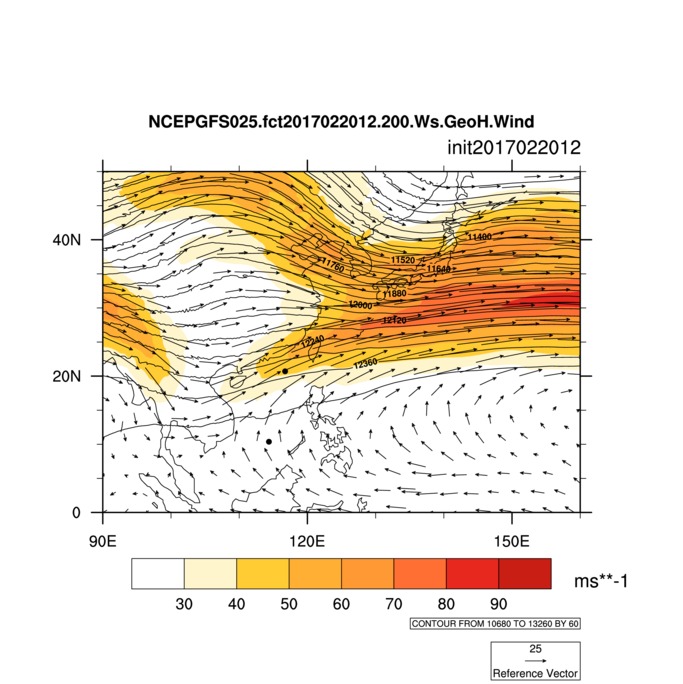 NCEPGFS025.fct2017022012.200.Ws.GeoH.Wind
init2017022012
40N
20N
0
11400
11520
11640
11760
11880
12000
12120
12240
12360
90E 120E 150E
30 40 50 60 70 80 90
ms**-1
CONTOUR FROM 10680 TO 13260 BY 60
25
Reference Vector